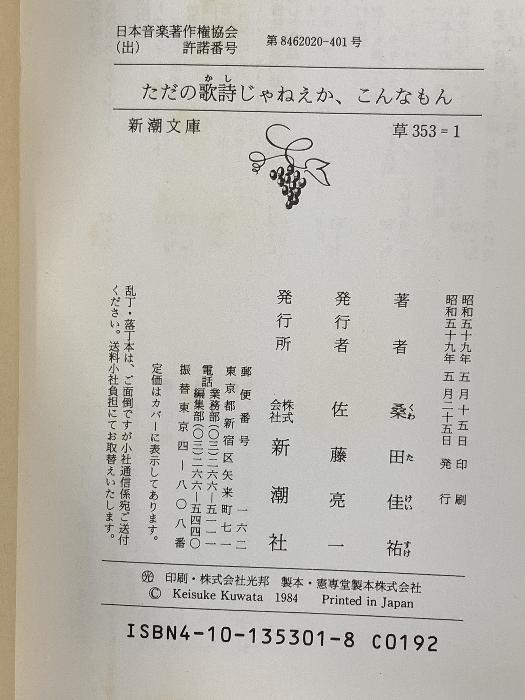 日本音楽著作権協会
(出) 許諾番号
第8462020-401号
ただの歌詩じゃねえか、こんなもん
かし
新潮文庫
草353=1
昭和五十九年 五月十五日 印刷
昭和五十九年 五月二十五日 発行
著者 桑田佳祐
くわ た けい すけ
発行者 佐藤亮一
発行所 株式会社 新潮社
郵便番号 一六二
東京都新宿区矢来町七一
電話 業務部(〇三)二六六―五一一一
編集部(〇三)二六六―五四四〇
振替東京四―八〇八番
定価はカバーに表示してあります。
乱丁・落丁本は、ご面倒ですが小社通信係宛ご送付
ください。送料小社負担にてお取替えいたします。
印刷・株式会社光邦 製本・憲専堂製本株式会社
© Keisuke Kuwata 1984 Printed in Japan
ISBN4-10-135301-8 C0192